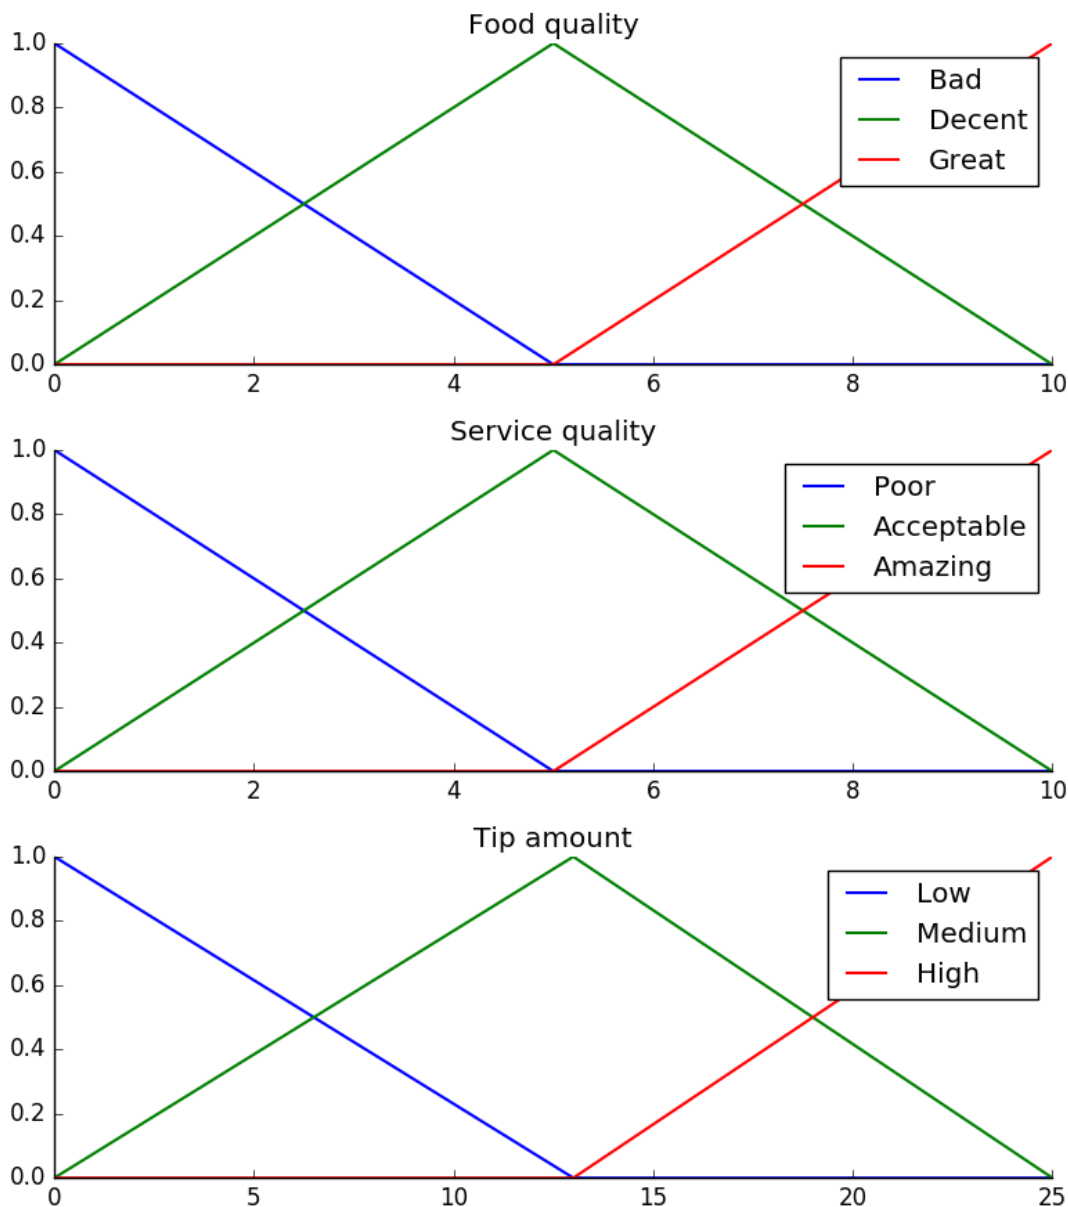 Food quality
1.0
0.8
0.6
0.4
0.2
0.0
0 2 4 6 8 10
Bad
Decent
Great
Service quality
1.0
0.8
0.6
0.4
0.2
0.0
0 2 4 6 8 10
Poor
Acceptable
Amazing
Tip amount
1.0
0.8
0.6
0.4
0.2
0.0
0 5 10 15 20 25
Low
Medium
High